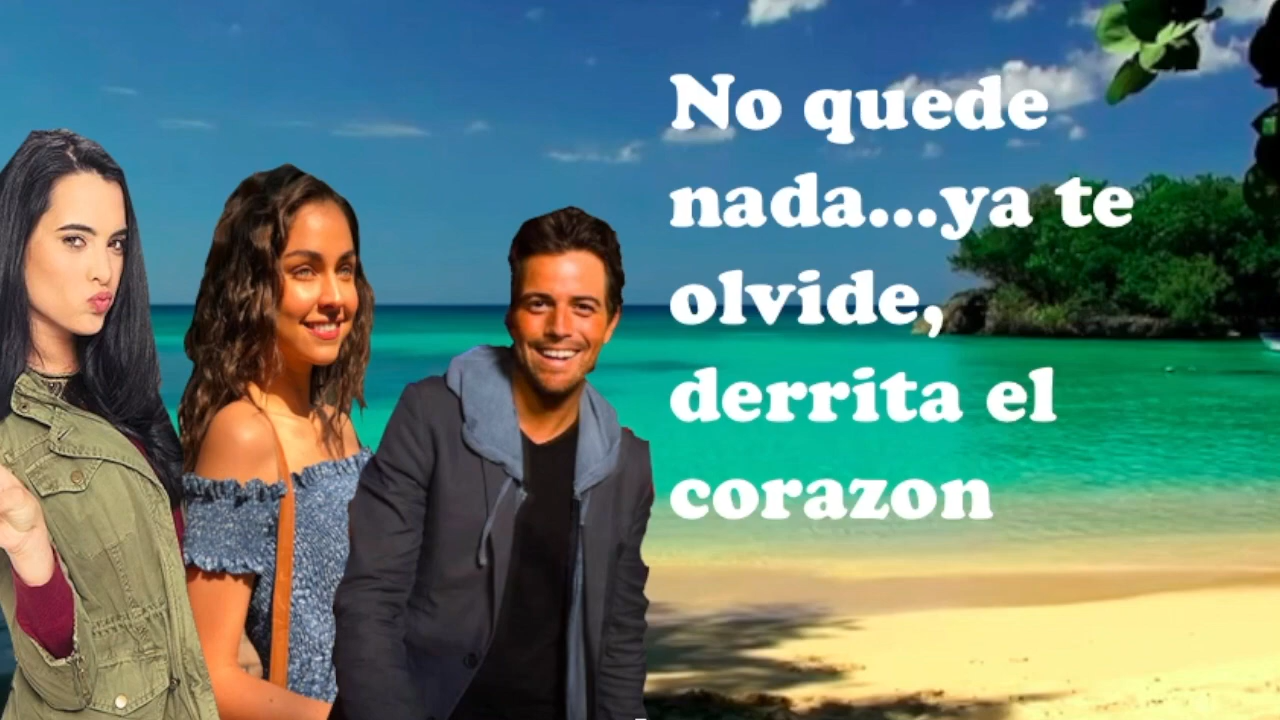 No quede
nada...ya te
olvide,
derrita el
corazon